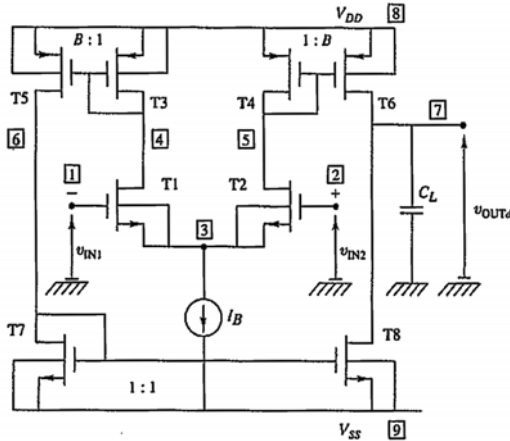 V_DD 8
B : 1
1 : B
T5
T3
T4
T6
7
6
4
5
1
−
T1
T2
2
+
C_L
v_OUTd
3
v_IN1
v_IN2
I_B
T7
T8
1 : 1
V_SS 9